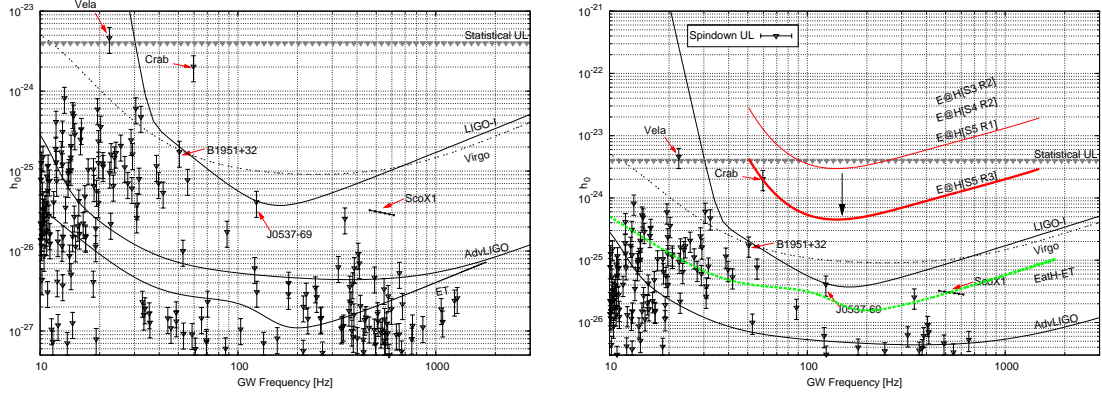 10-23
10-24
10-25
10-26
10-27
h0
10
100
1000
GW Frequency [Hz]
Vela
Crab
Statistical UL
B1951+32
LIGO-I
Virgo
ScoX1
J0537-69
AdvLIGO
ET
10-21
10-22
10-23
10-24
10-25
10-26
h0
10
100
1000
GW Frequency [Hz]
Spindown UL
E@H[S3 R2]
E@H[S4 R2]
E@H[S5 R1]
Vela
Statistical UL
Crab
E@H[S5 R3]
B1951+32
LIGO-I
Virgo
EatH-ET
ScoX1
J0537-69
AdvLIGO